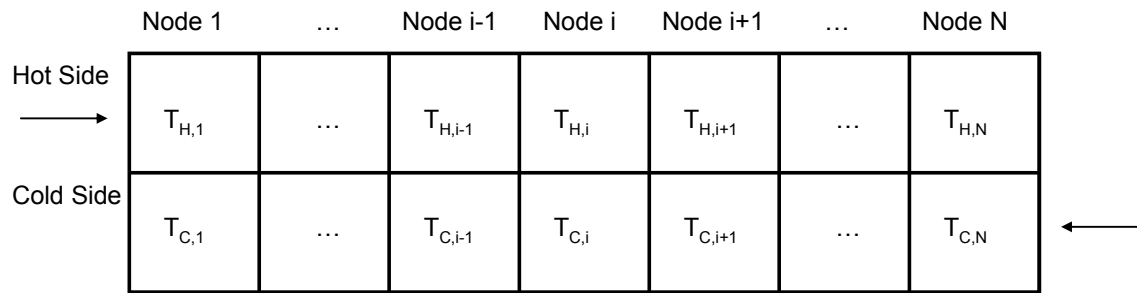 Node 1 … Node i-1 Node i Node i+1 … Node N
Hot Side
T_H,1 … T_H,i-1 T_H,i T_H,i+1 … T_H,N
Cold Side
T_C,1 … T_C,i-1 T_C,i T_C,i+1 … T_C,N